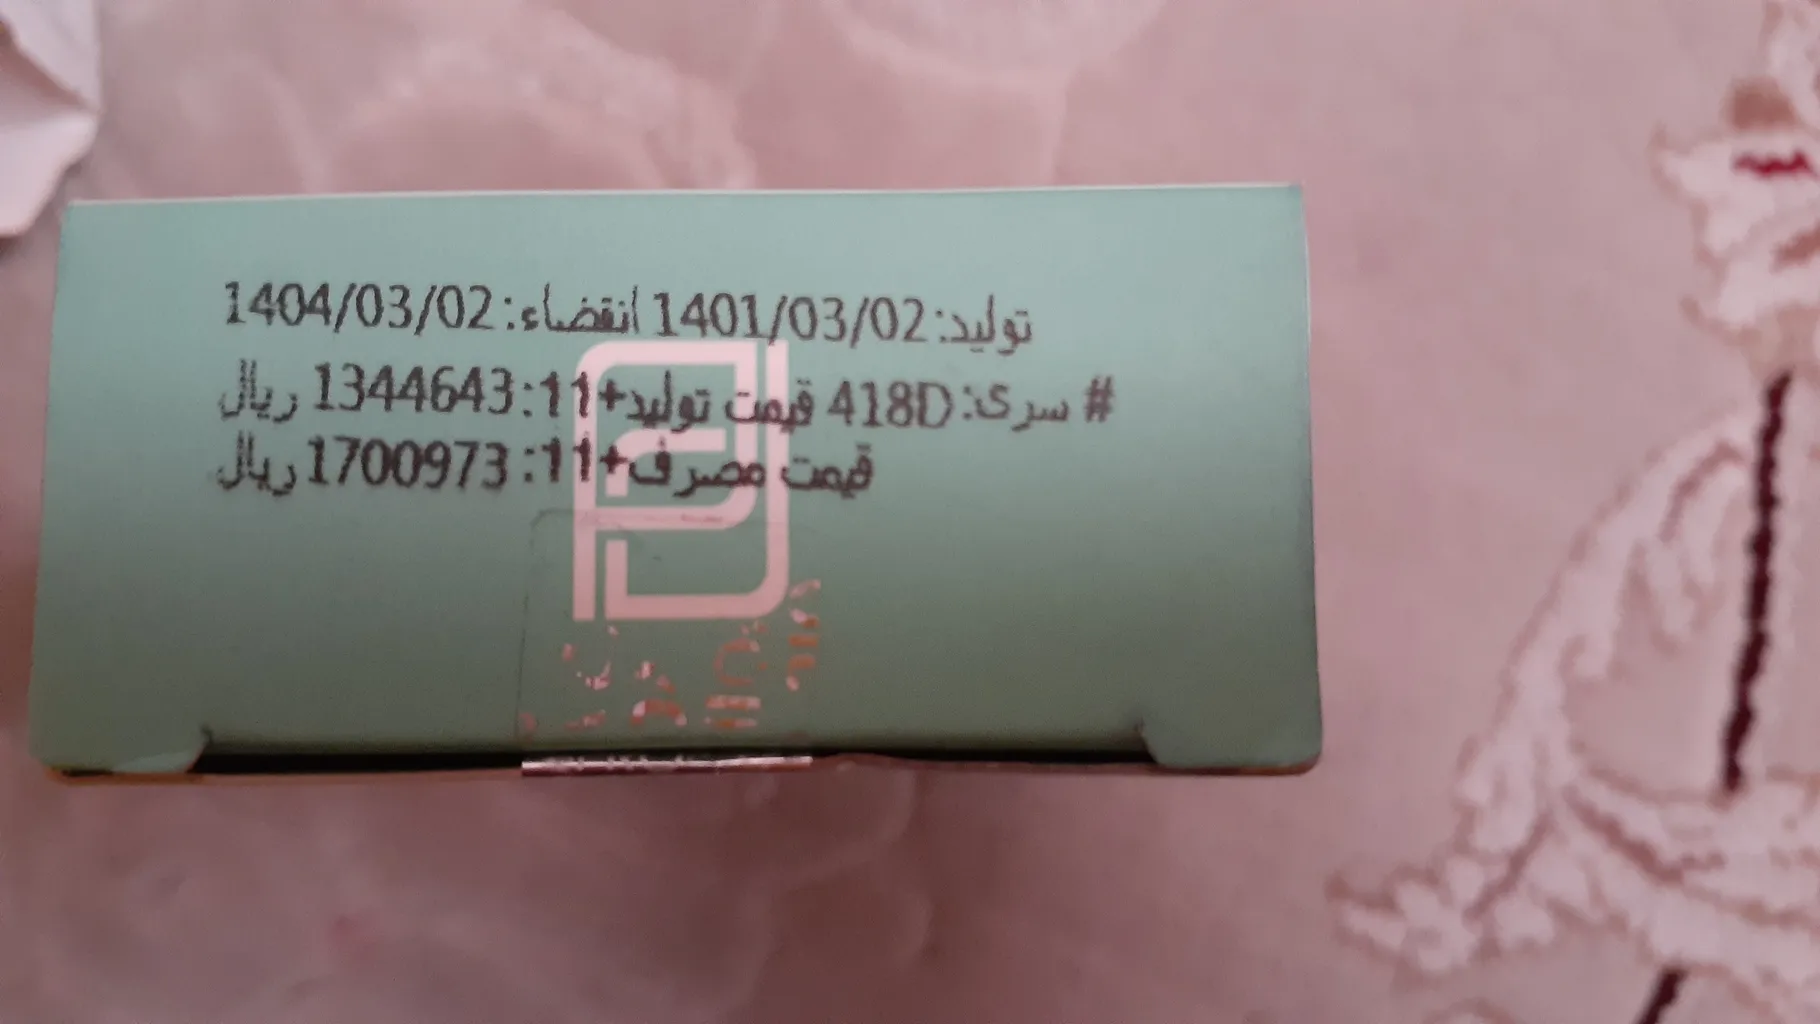 تولید:1401/03/02 انقضاء:1404/03/02
# سری:418D قیمت تولید+11:1344643 ریال
قیمت مصرف+11:1700973 ریال